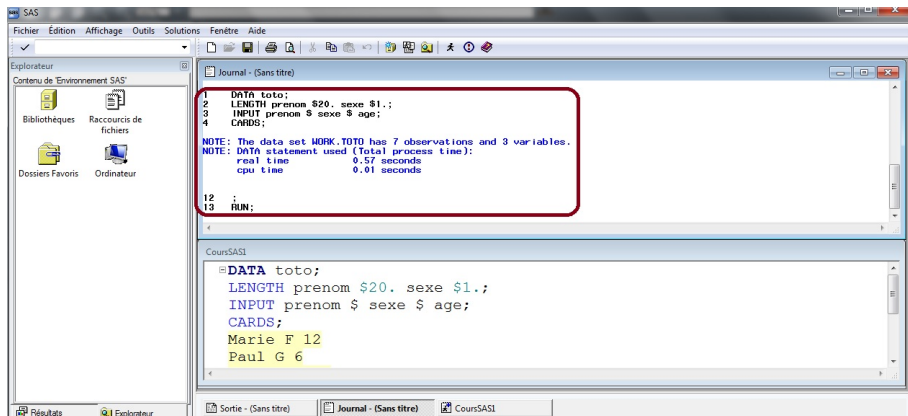 SAS
Fichier Édition Affichage Outils Solutions Fenêtre Aide
Explorateur
Contenu de 'Environnement SAS'
Bibliothèques
Raccourcis de
fichiers
Dossiers Favoris
Ordinateur
Journal - (Sans titre)
1 DATA toto;
2 LENGTH prenom $20. sexe $1.;
3 INPUT prenom $ sexe $ age;
4 CARDS;
NOTE: The data set WORK.TOTO has 7 observations and 3 variables.
NOTE: DATA statement used (Total process time):
real time 0.57 seconds
cpu time 0.01 seconds
12 ;
13 RUN;
CoursSAS1
DATA toto;
LENGTH prenom $20. sexe $1.;
INPUT prenom $ sexe $ age;
CARDS;
Marie F 12
Paul G 6
Résultats
Explorateur
Sortie - (Sans titre)
Journal - (Sans titre)
CoursSAS1